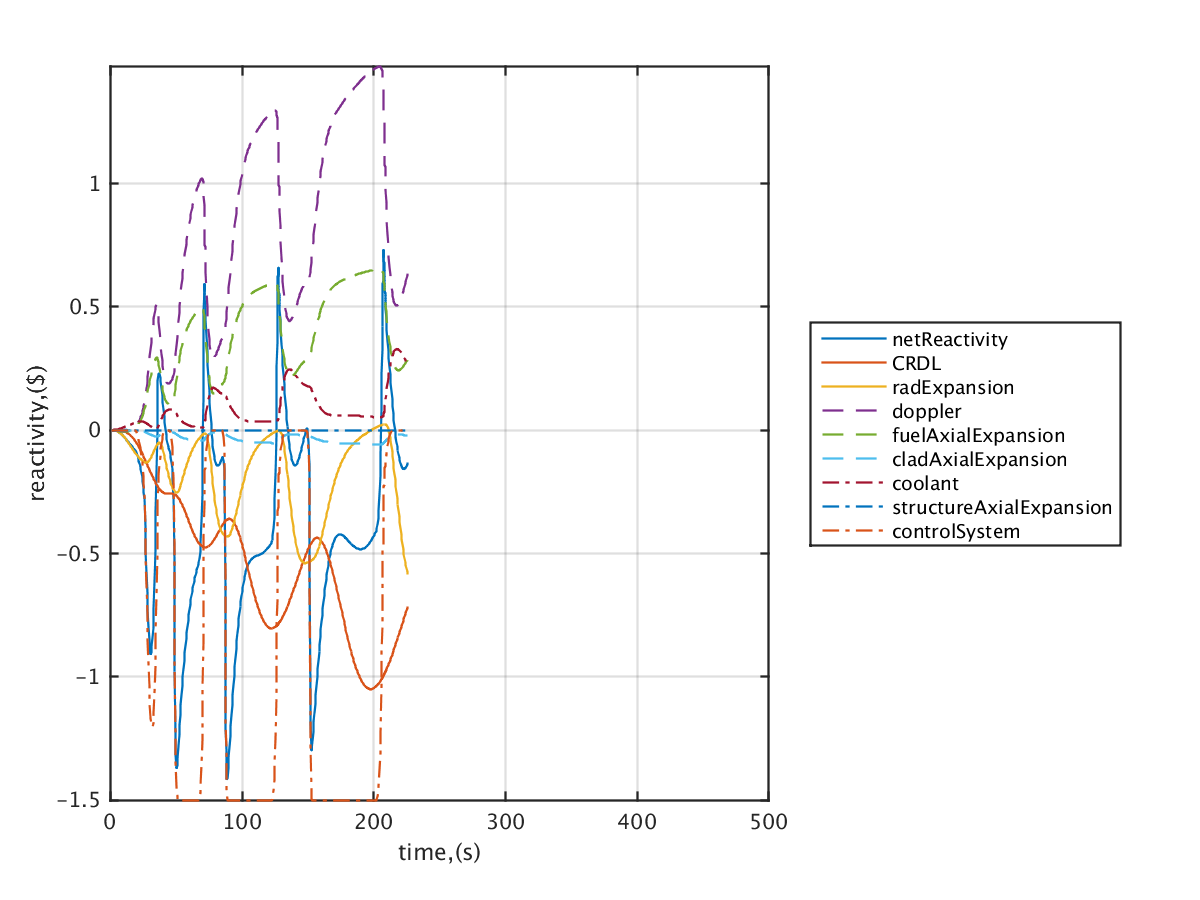 1
0.5
0
−0.5
−1
−1.5
reactivity,($)
0
100
200
300
400
500
time,(s)
netReactivity
CRDL
radExpansion
doppler
fuelAxialExpansion
cladAxialExpansion
coolant
structureAxialExpansion
controlSystem